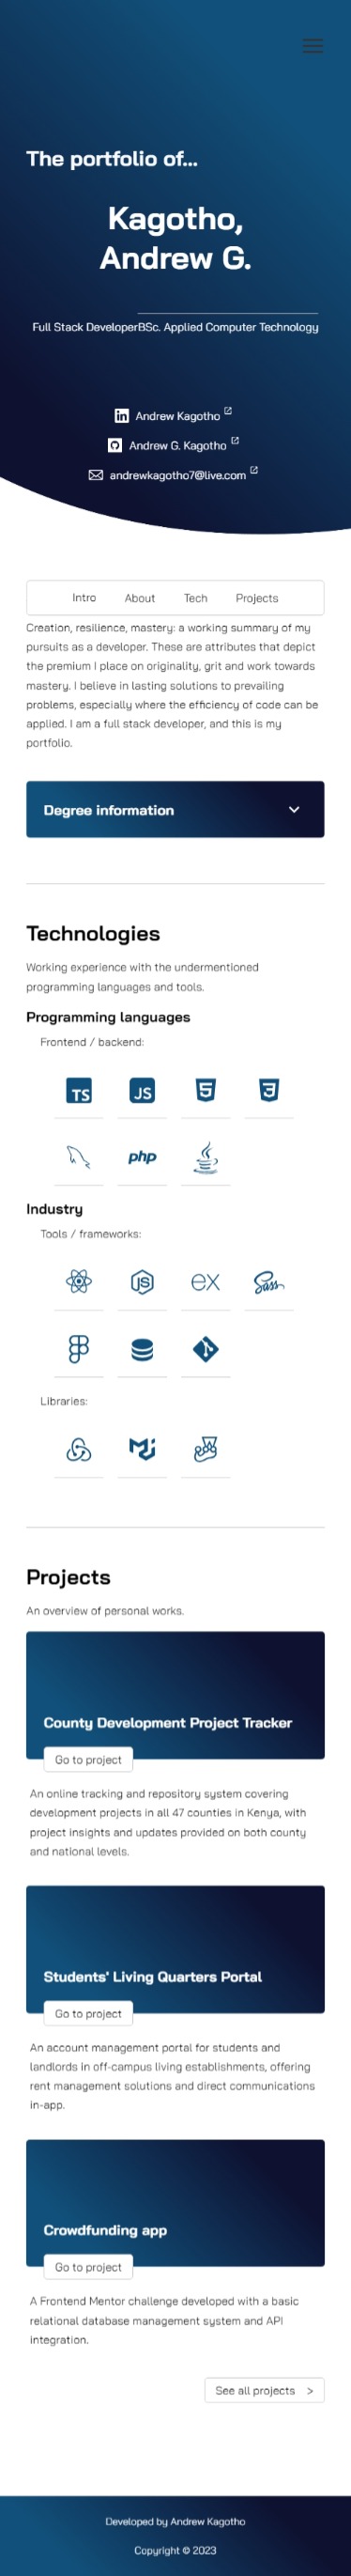 The portfolio of...
Kagotho,
Andrew G.
Full Stack DeveloperBSc. Applied Computer Technology
in Andrew Kagotho
Andrew G. Kagotho
andrewkagotho7@live.com
Intro About Tech Projects
Creation, resilience, mastery: a working summary of my
pursuits as a developer. These are attributes that depict
the premium I place on originality, grit and work towards
mastery. I believe in lasting solutions to prevailing
problems, especially where the efficiency of code can be
applied. I am a full stack developer, and this is my
portfolio.
Degree information
Technologies
Working experience with the undermentioned
programming languages and tools.
Programming languages
Frontend / backend:
TS JS 5 3
php
Industry
Tools / frameworks:
JS ex Sass
Libraries:
Projects
An overview of personal works.
County Development Project Tracker
Go to project
An online tracking and repository system covering
development projects in all 47 counties in Kenya, with
project insights and updates provided on both county
and national levels.
Students' Living Quarters Portal
Go to project
An account management portal for students and
landlords in off-campus living establishments, offering
rent management solutions and direct communications
in-app.
Crowdfunding app
Go to project
A Frontend Mentor challenge developed with a basic
relational database management system and API
integration.
See all projects >
Developed by Andrew Kagotho
Copyright © 2023